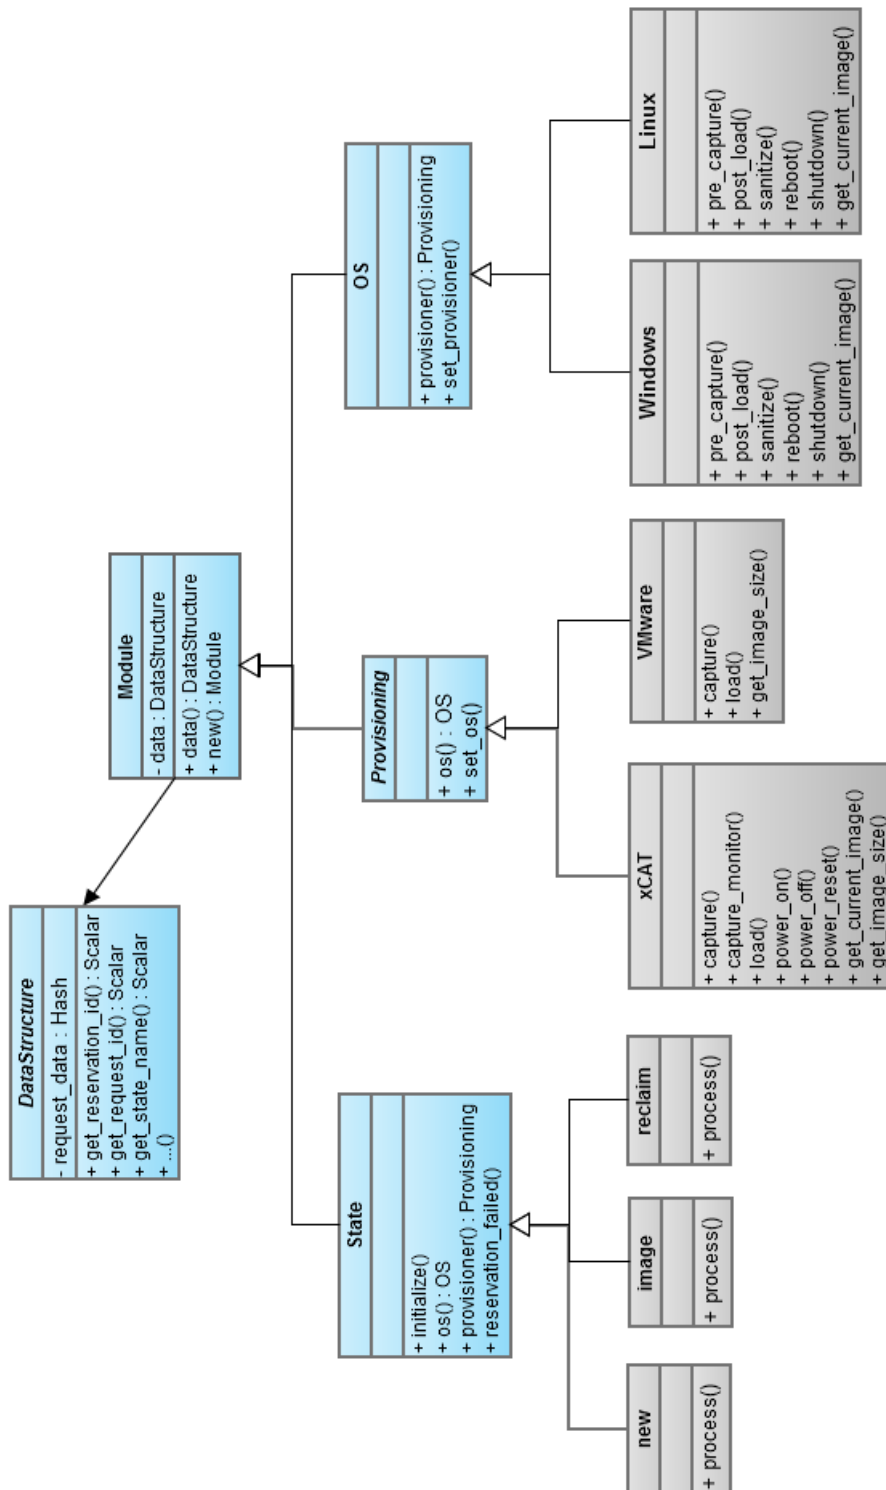 DataStructure
- request_data : Hash
+ get_reservation_id() : Scalar
+ get_request_id() : Scalar
+ get_state_name() : Scalar
+ ...()
Module
- data : DataStructure
+ data() : DataStructure
+ new() : Module
State
+ initialize()
+ os() : OS
+ provisioner() : Provisioning
+ reservation_failed()
Provisioning
+ os() : OS
+ set_os()
OS
+ provisioner() : Provisioning
+ set_provisioner()
new
+ process()
image
+ process()
reclaim
+ process()
xCAT
+ capture()
+ capture_monitor()
+ load()
+ power_on()
+ power_off()
+ power_reset()
+ get_current_image()
+ get_image_size()
VMware
+ capture()
+ load()
+ get_image_size()
Windows
+ pre_capture()
+ post_load()
+ sanitize()
+ reboot()
+ shutdown()
+ get_current_image()
Linux
+ pre_capture()
+ post_load()
+ sanitize()
+ reboot()
+ shutdown()
+ get_current_image()